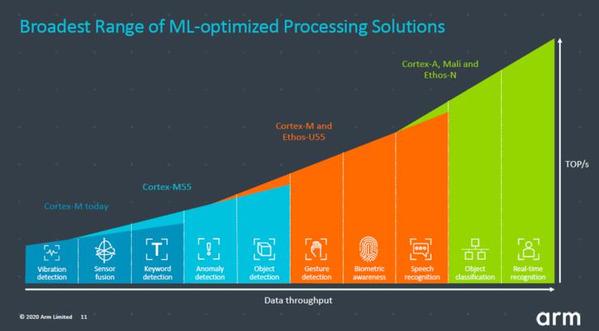 Broadest Range of ML-optimized Processing Solutions
Cortex-A, Mali and
Ethos-N
Cortex-M and
Ethos-U55
Cortex-M55
Cortex-M today
TOP/s
Vibration
detection
Sensor
fusion
T
Keyword
detection
Anomaly
detection
Object
detection
Gesture
detection
Biometric
awareness
Speech
recognition
Object
classification
Real-time
recognition
Data throughput
© 2020 Arm Limited 11
arm